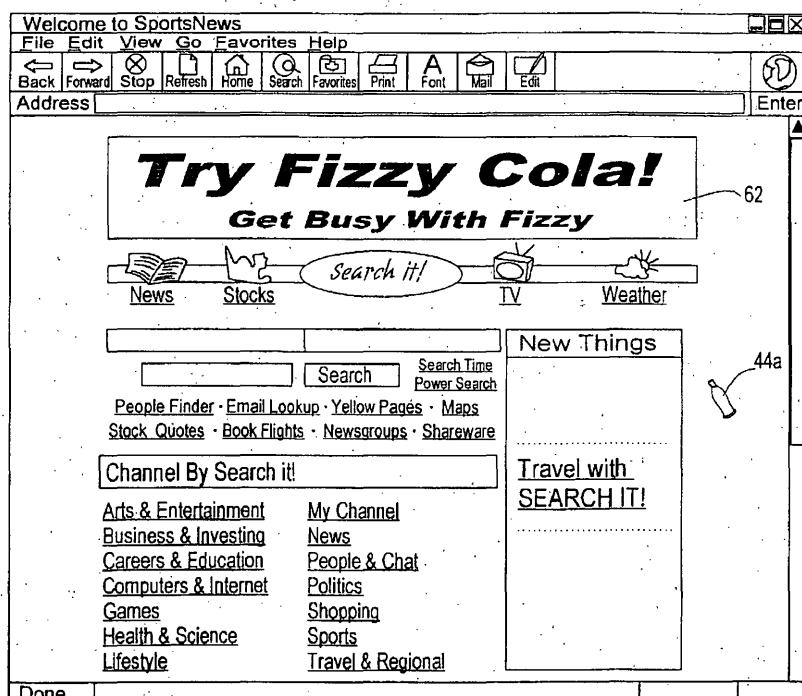 Welcome to SportsNews
File Edit View Go Favorites Help
Back Forward Stop Refresh Home Search Favorites Print Font Mail Edit
Address Enter
Try Fizzy Cola!
Get Busy With Fizzy
62
Search it!
News Stocks TV Weather
New Things
44a
Search Search Time
Power Search
People Finder · Email Lookup · Yellow Pages · Maps
Stock Quotes · Book Flights · Newsgroups · Shareware
Travel with
SEARCH IT!
Channel By Search it!
Arts & Entertainment My Channel
Business & Investing News
Careers & Education People & Chat
Computers & Internet Politics
Games Shopping
Health & Science Sports
Lifestyle Travel & Regional
Done